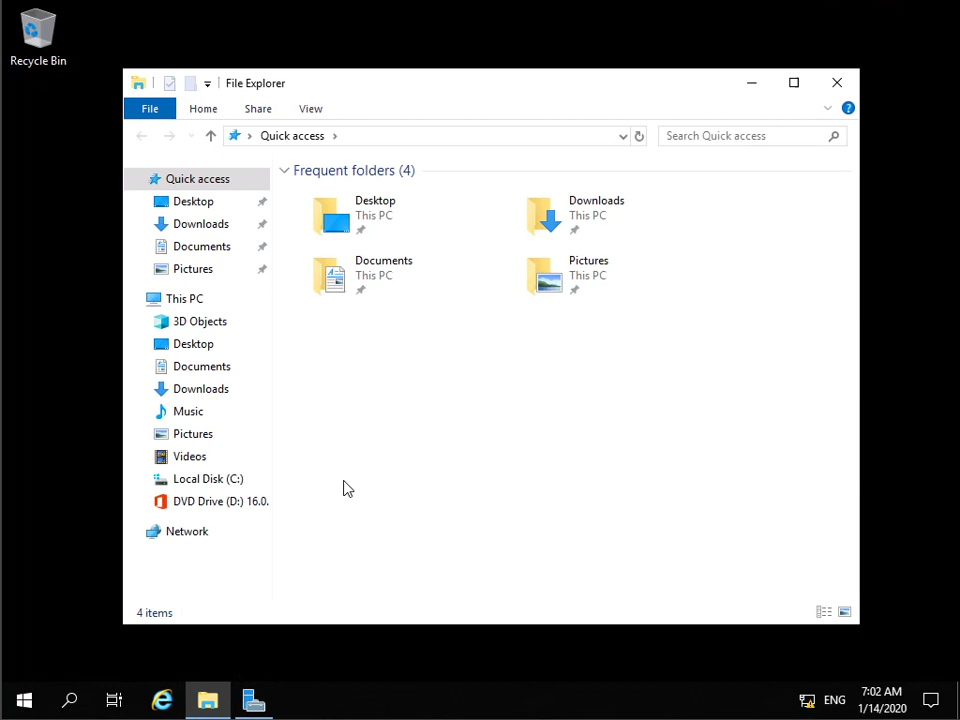 Recycle Bin
File Explorer
File Home Share View
Quick access
Search Quick access
Quick access
Desktop
Downloads
Documents
Pictures
This PC
3D Objects
Desktop
Documents
Downloads
Music
Pictures
Videos
Local Disk (C:)
DVD Drive (D:) 16.0.
Network
Frequent folders (4)
Desktop
This PC
Downloads
This PC
Documents
This PC
Pictures
This PC
4 items
ENG
7:02 AM
1/14/2020